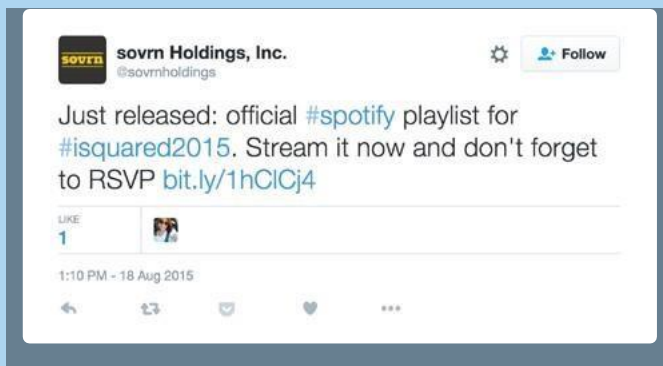 sovrn
sovrn Holdings, Inc.
@sovrnholdings
Follow
Just released: official #spotify playlist for
#isquared2015. Stream it now and don't forget
to RSVP bit.ly/1hClCj4
LIKE
1
1:10 PM - 18 Aug 2015